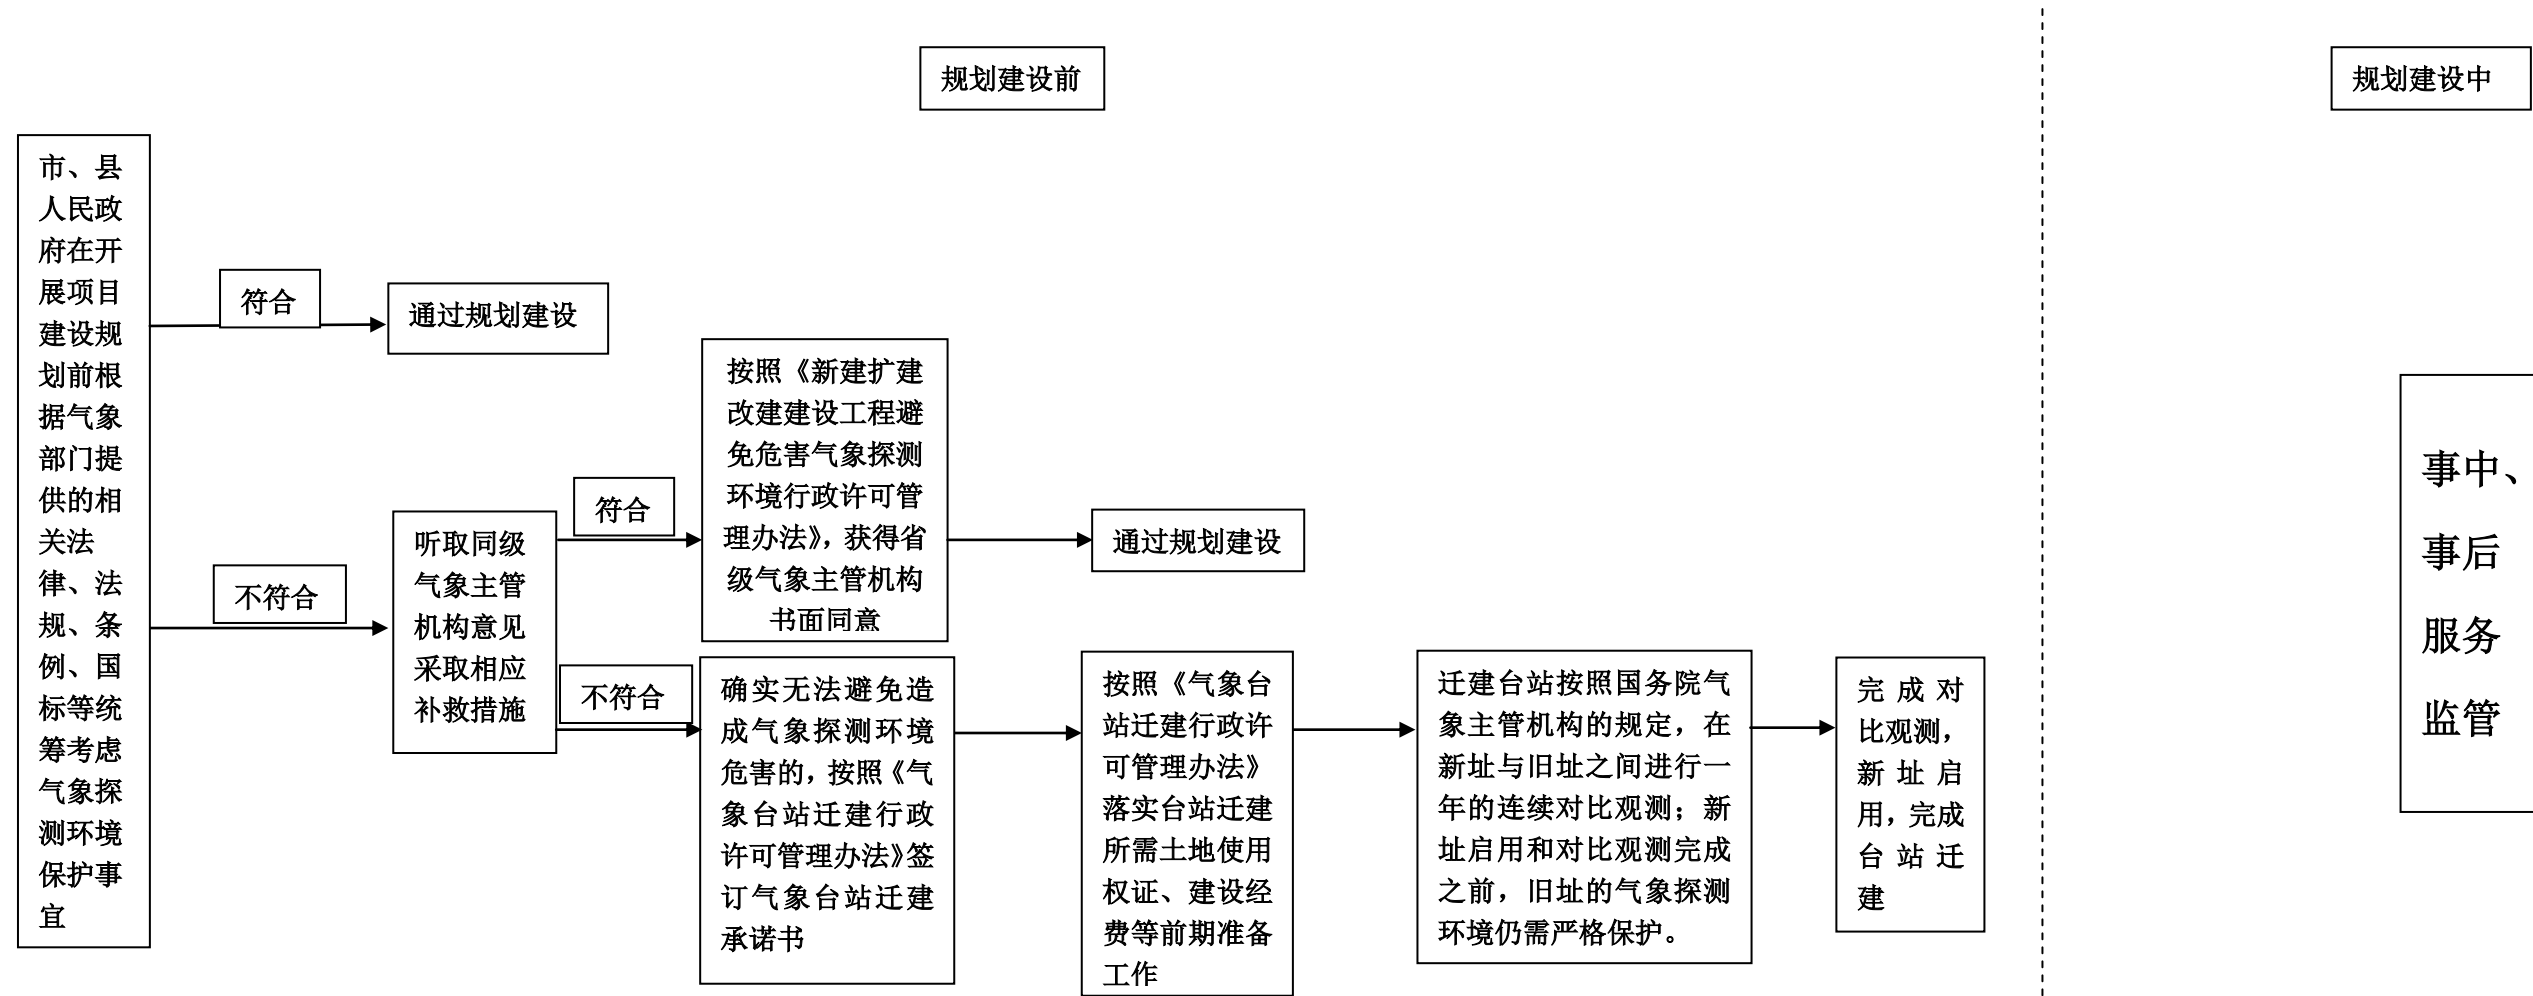 规划建设前
规划建设中
市、县
人民政
府在开
展项目
建设规
划前根
据气象
部门提
供的相
关法
律、法
规、条
例、国
标等统
筹考虑
气象探
测环境
保护事
宜
符合
通过规划建设
不符合
听取同级
气象主管
机构意见
采取相应
补救措施
符合
按照《新建扩建
改建建设工程避
免危害气象探测
环境行政许可管
理办法》，获得省
级气象主管机构
书面同意
通过规划建设
不符合
确实无法避免造
成气象探测环境
危害的，按照《气
象台站迁建行政
许可管理办法》签
订气象台站迁建
承诺书
按照《气象台
站迁建行政许
可管理办法》
落实台站迁建
所需土地使用
权证、建设经
费等前期准备
工作
迁建台站按照国务院气
象主管机构的规定，在
新址与旧址之间进行一
年的连续对比观测；新
址启用和对比观测完成
之前，旧址的气象探测
环境仍需严格保护。
完成对
比观测，
新址启
用，完成
台站迁
建
事中、
事后
服务
监管